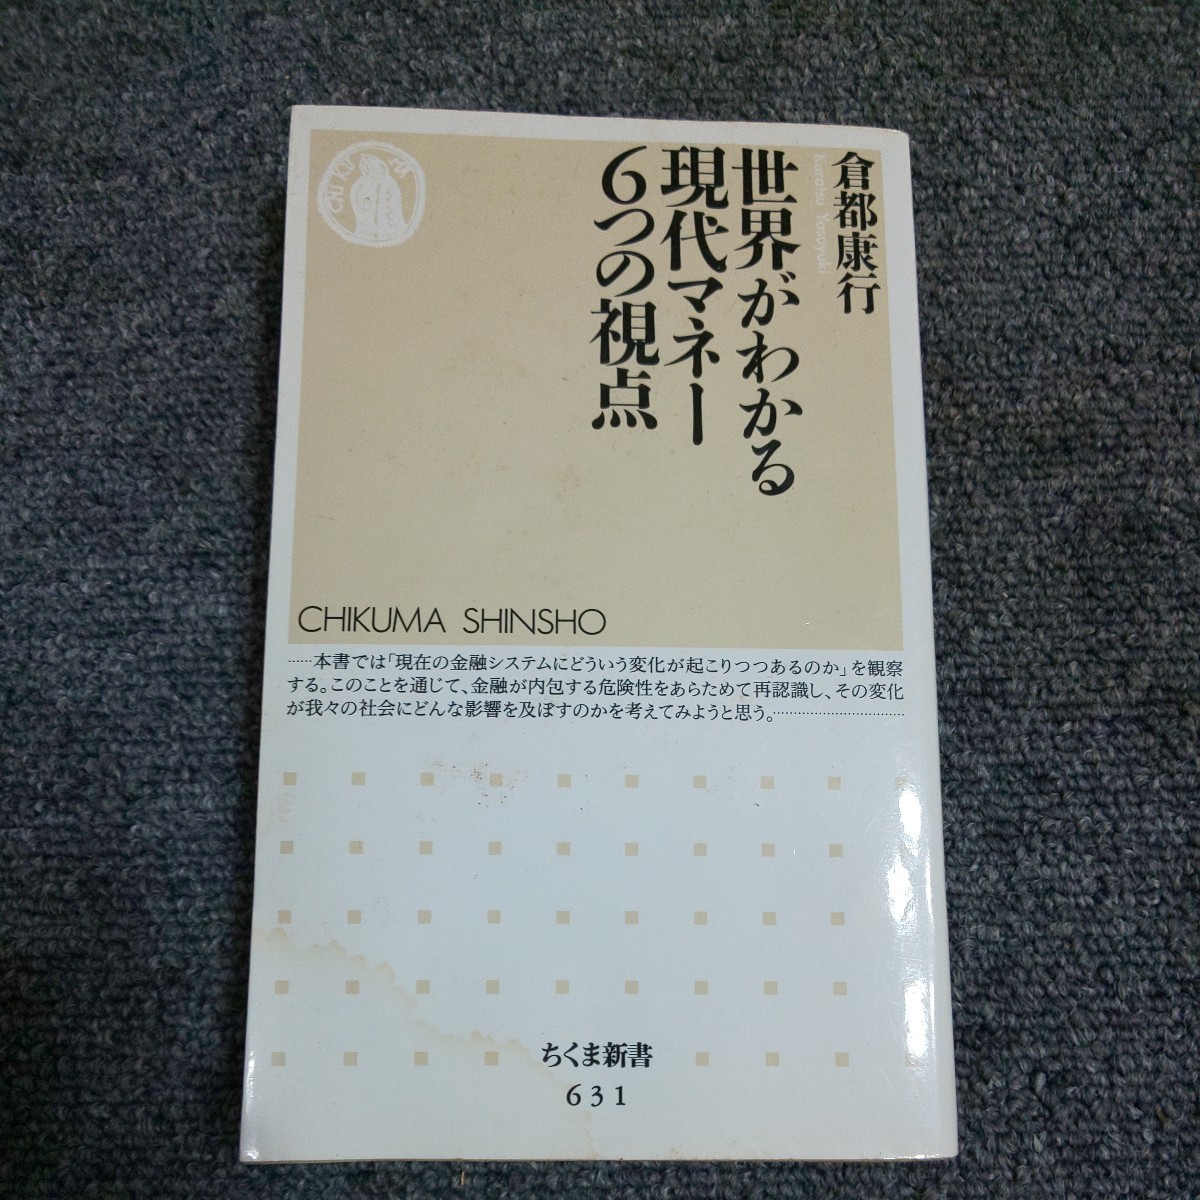 倉都康行
Kuratsu Yasuyuki
世界がわかる
現代マネー
6つの視点
CHIKUMA
CHIKUMA SHINSHO
……本書では「現在の金融システムにどういう変化が起こりつつあるのか」を観察
する。このことを通じて、金融が内包する危険性をあらためて再認識し、その変化
が我々の社会にどんな影響を及ぼすのかを考えてみようと思う。……………………………
ちくま新書
631